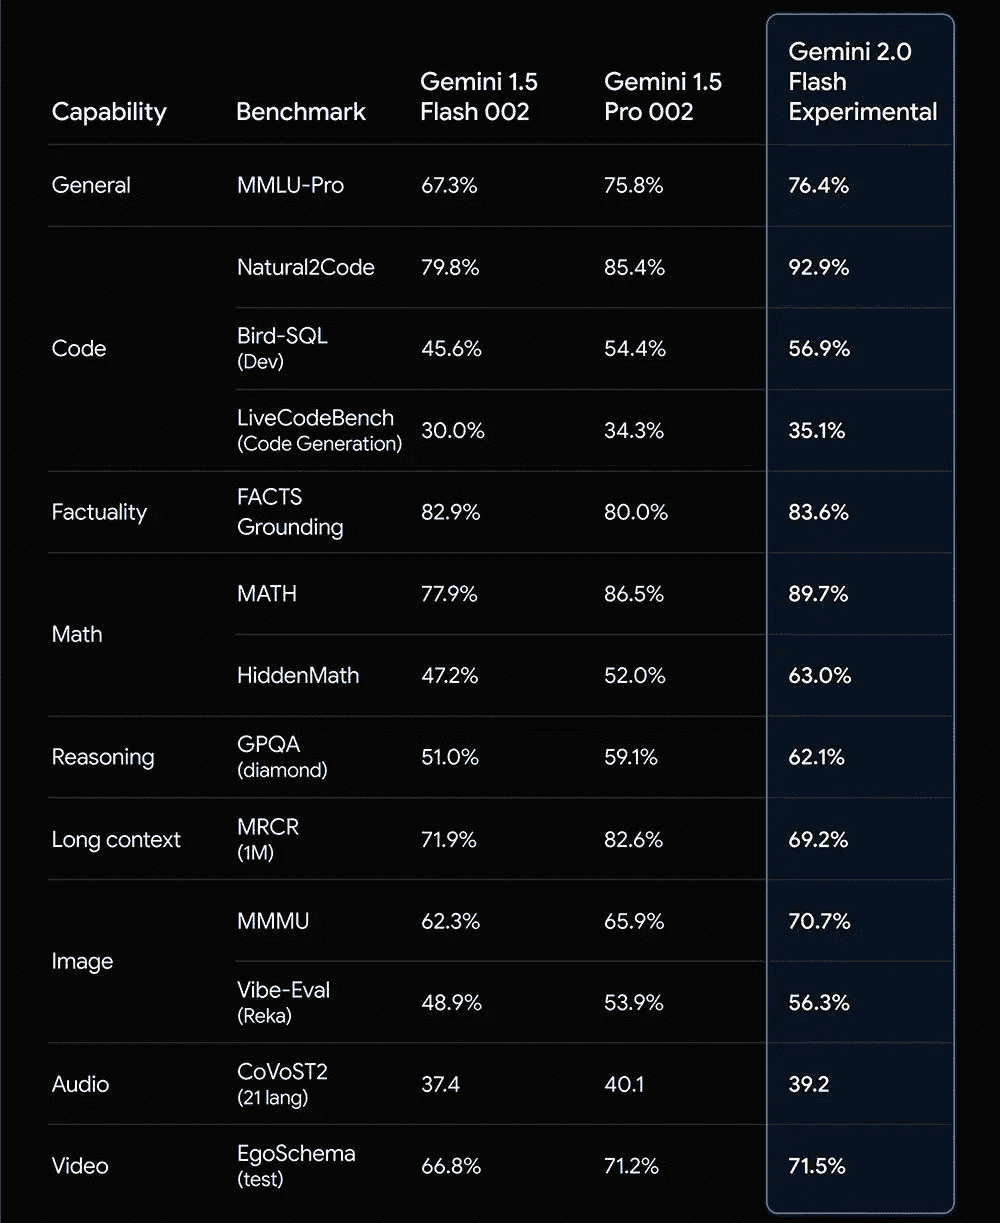 Capability Benchmark Gemini 1.5 Flash 002 Gemini 1.5 Pro 002 Gemini 2.0 Flash Experimental
General MMLU-Pro 67.3% 75.8% 76.4%
Code Natural2Code 79.8% 85.4% 92.9%
Bird-SQL (Dev) 45.6% 54.4% 56.9%
LiveCodeBench (Code Generation) 30.0% 34.3% 35.1%
Factuality FACTS Grounding 82.9% 80.0% 83.6%
Math MATH 77.9% 86.5% 89.7%
HiddenMath 47.2% 52.0% 63.0%
Reasoning GPQA (diamond) 51.0% 59.1% 62.1%
Long context MRCR (1M) 71.9% 82.6% 69.2%
Image MMMU 62.3% 65.9% 70.7%
Vibe-Eval (Reka) 48.9% 53.9% 56.3%
Audio CoVoST2 (21 lang) 37.4 40.1 39.2
Video EgoSchema (test) 66.8% 71.2% 71.5%